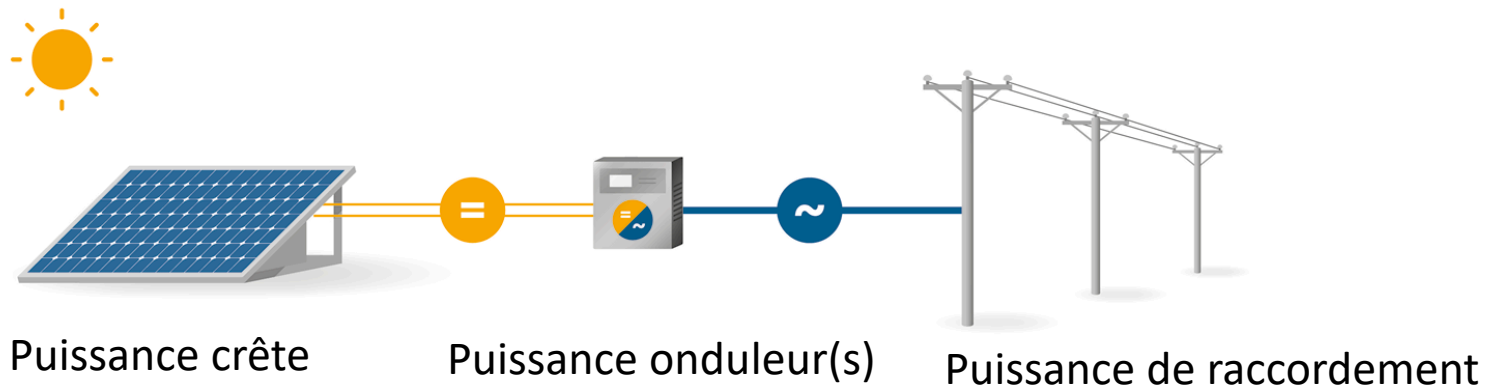 =
=
~
~
Puissance crête
Puissance onduleur(s)
Puissance de raccordement